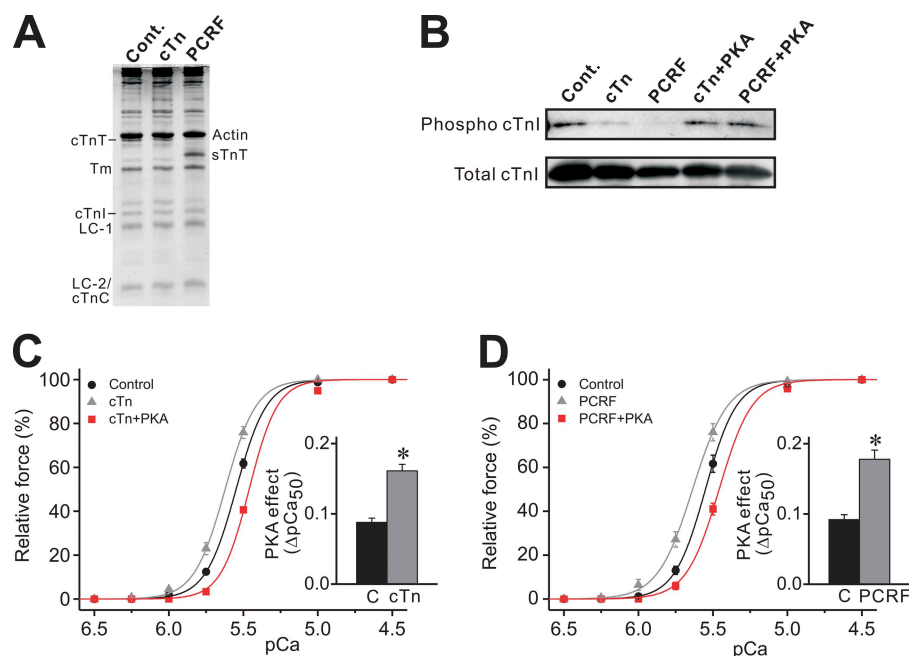 A
Cont.
cTn
PCRF
cTnT
Tm
cTnI
LC-1
LC-2/
cTnC
Actin
sTnT
B
Cont.
cTn
PCRF
cTn+PKA
PCRF+PKA
Phospho cTnI
Total cTnI
C
Control
cTn
cTn+PKA
Relative force (%)
100
80
60
40
20
0
6.5 6.0 5.5 5.0 4.5
pCa
PKA effect
(ΔpCa50)
0.2
0.1
0.0
*
C cTn
D
Control
PCRF
PCRF+PKA
Relative force (%)
100
80
60
40
20
0
6.5 6.0 5.5 5.0 4.5
pCa
PKA effect
(ΔpCa50)
0.2
0.1
0.0
*
C PCRF